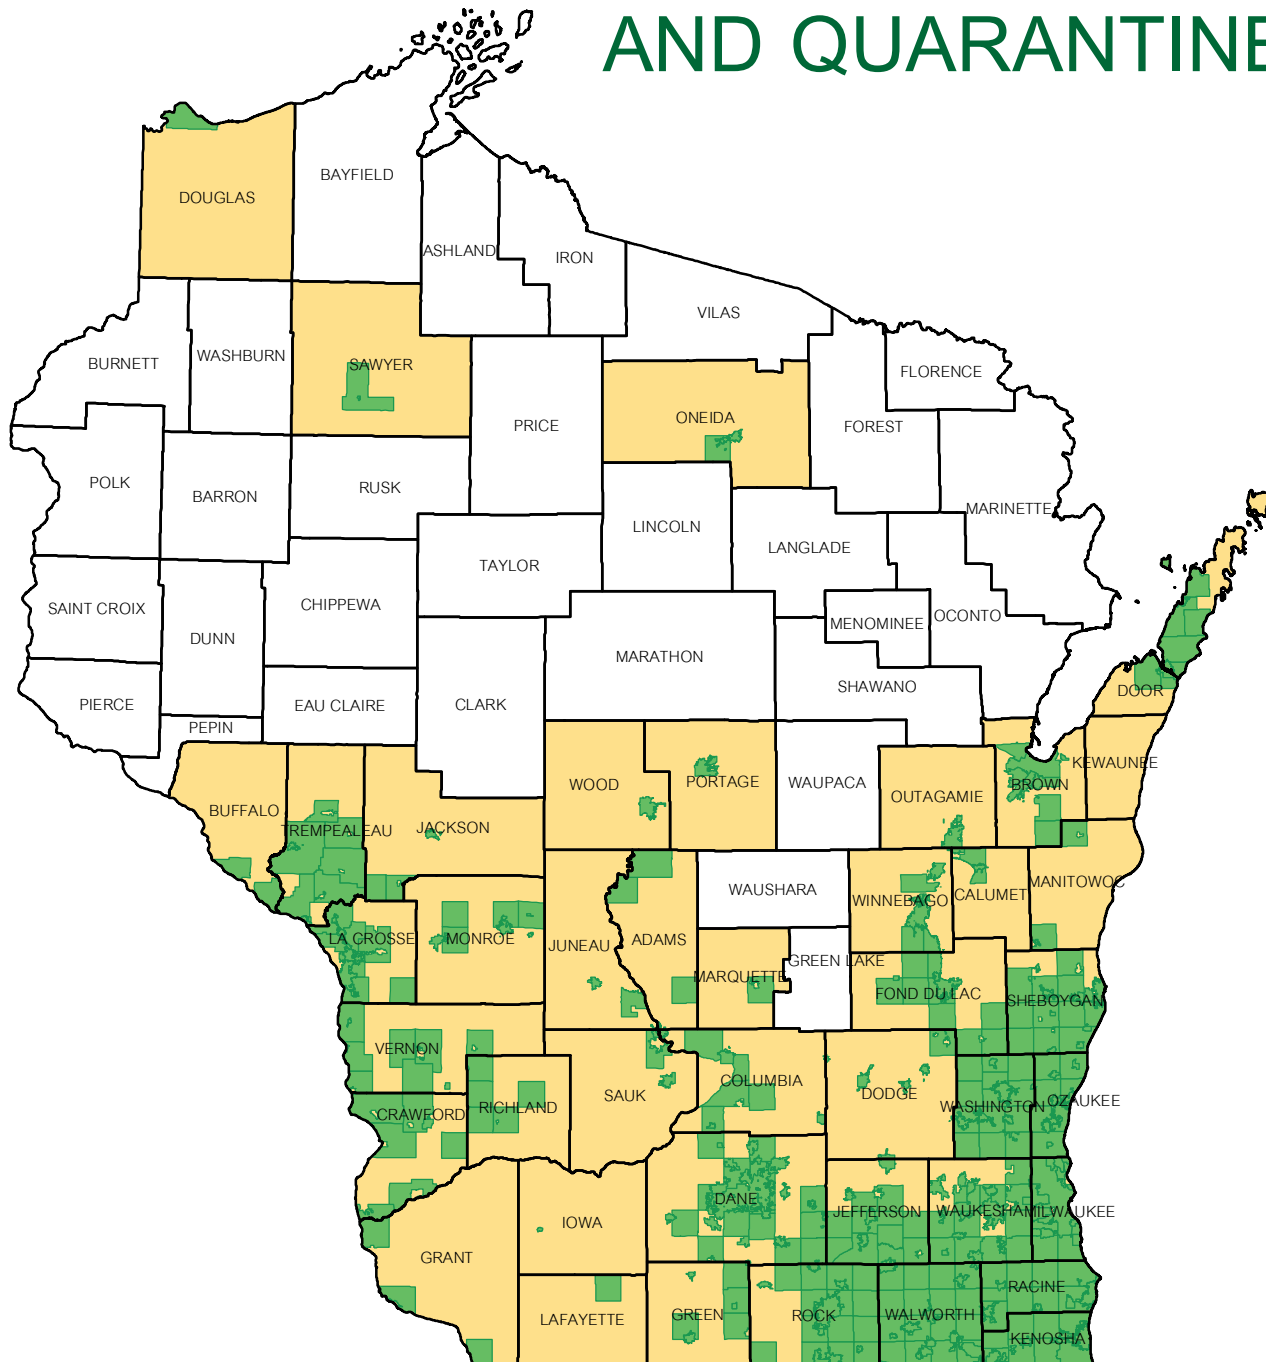 AND QUARANTINE
BAYFIELD
DOUGLAS
ASHLAND
IRON
VILAS
BURNETT
WASHBURN
SAWYER
FLORENCE
ONEIDA
PRICE
FOREST
POLK
BARRON
RUSK
MARINETTE
LINCOLN
LANGLADE
TAYLOR
SAINT CROIX
CHIPPEWA
DUNN
MENOMINEE
OCONTO
MARATHON
SHAWANO
DOOR
PIERCE
EAU CLAIRE
CLARK
PEPIN
KEWAUNEE
WOOD
PORTAGE
WAUPACA
BROWN
OUTAGAMIE
BUFFALO
TREMPEALEAU
JACKSON
WAUSHARA
WINNEBAGO
CALUMET
MANITOWOC
LA CROSSE
MONROE
JUNEAU
ADAMS
MARQUETTE
GREEN LAKE
FOND DU LAC
SHEBOYGAN
VERNON
COLUMBIA
SAUK
DODGE
RICHLAND
CRAWFORD
WASHINGTON
OZAUKEE
DANE
JEFFERSON
WAUKESHA
MILWAUKEE
IOWA
GRANT
RACINE
LAFAYETTE
GREEN
ROCK
WALWORTH
KENOSHA